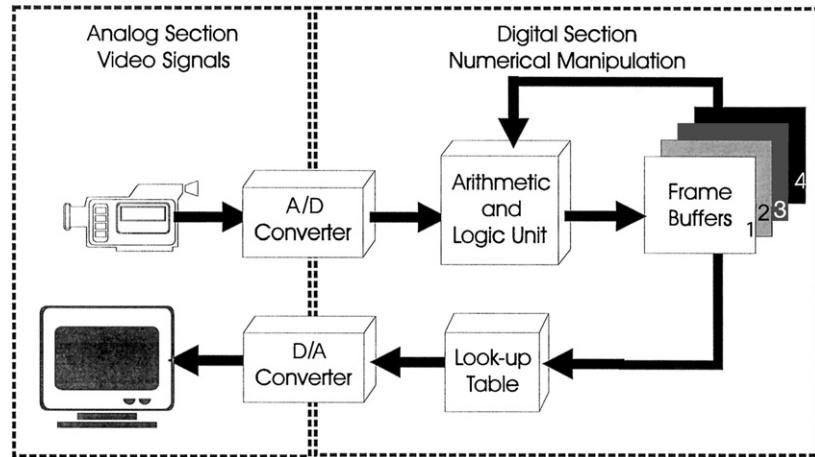 Analog Section
Video Signals
Digital Section
Numerical Manipulation
A/D
Converter
Arithmetic
and
Logic Unit
Frame
Buffers
1
2
3
4
D/A
Converter
Look-up
Table